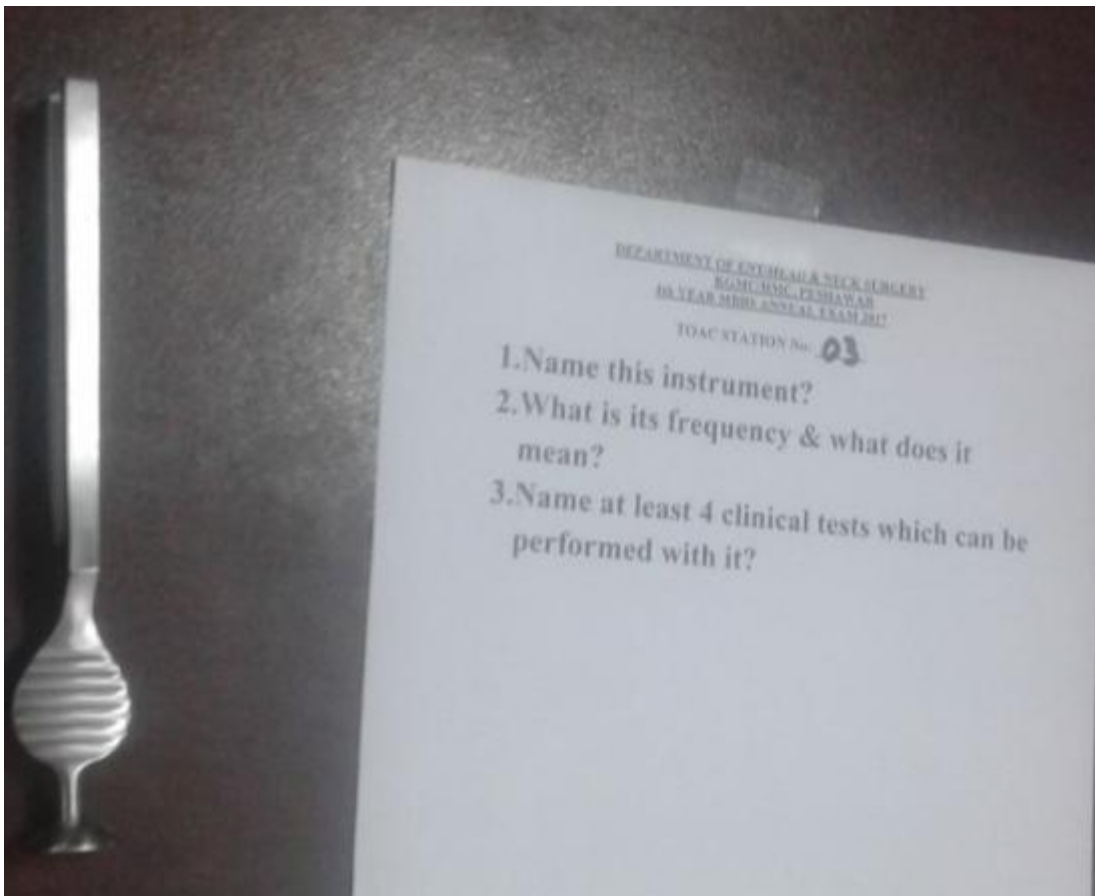 DEPARTMENT OF ENT-HEAD & NECK SURGERY
KGMC/HMC, PESHAWAR
4th YEAR MBBS ANNUAL EXAM 2017
TOAC STATION No. 03
1.Name this instrument?
2.What is its frequency & what does it
mean?
3.Name at least 4 clinical tests which can be
performed with it?